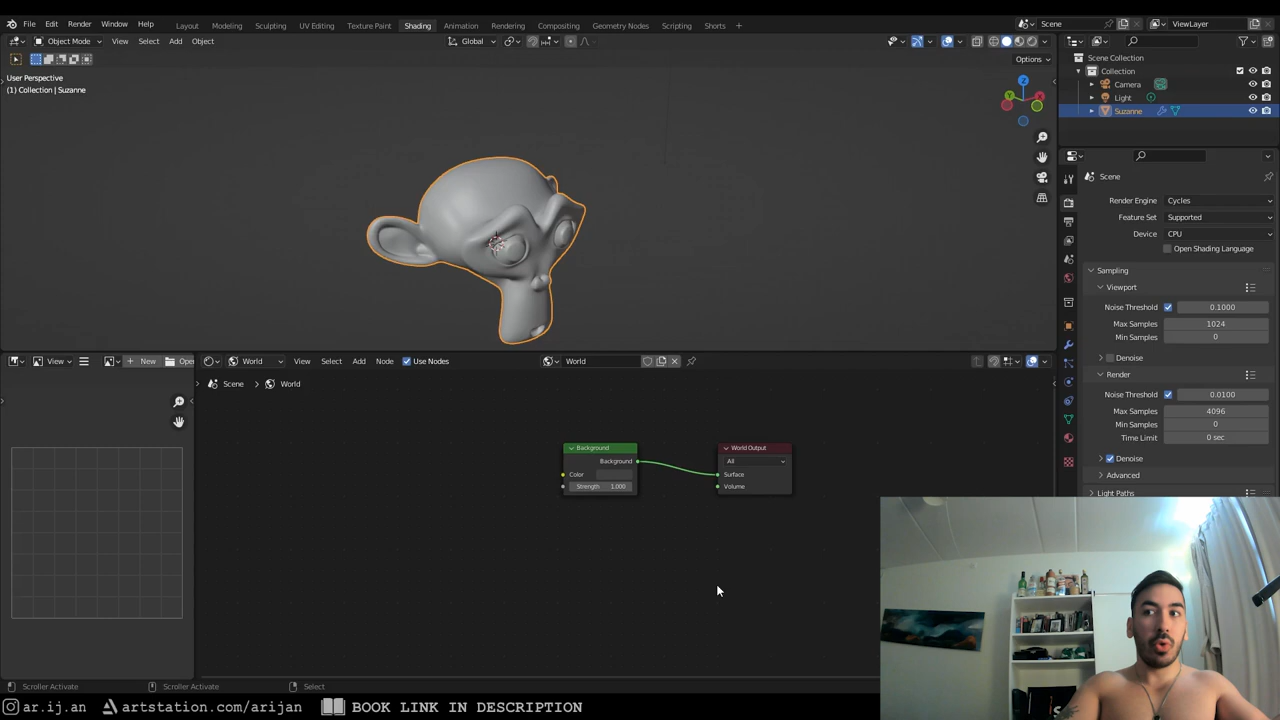 File Edit Render Window Help Layout Modeling Sculpting UV Editing Texture Paint Shading Animation Rendering Compositing Geometry Nodes Scripting Shorts + Scene ViewLayer
Object Mode View Select Add Object Global
Options
User Perspective
(1) Collection | Suzanne
Z
Y
X
Scene Collection
Collection
Camera
Light
Suzanne
Scene
Render Engine Cycles
Feature Set Supported
Device CPU
Open Shading Language
Sampling
Viewport
Noise Threshold 0.1000
Max Samples 1024
Min Samples 0
Denoise
Render
Noise Threshold 0.0100
Max Samples 4096
Min Samples 0
Time Limit 0 sec
Denoise
Advanced
Light Paths
View + New Open
World View Select Add Node Use Nodes World
Scene > World
Background
Background
Color
Strength 1.000
World Output
All
Surface
Volume
Scroller Activate Scroller Activate Select
ar.ij.an artstation.com/arijan BOOK LINK IN DESCRIPTION